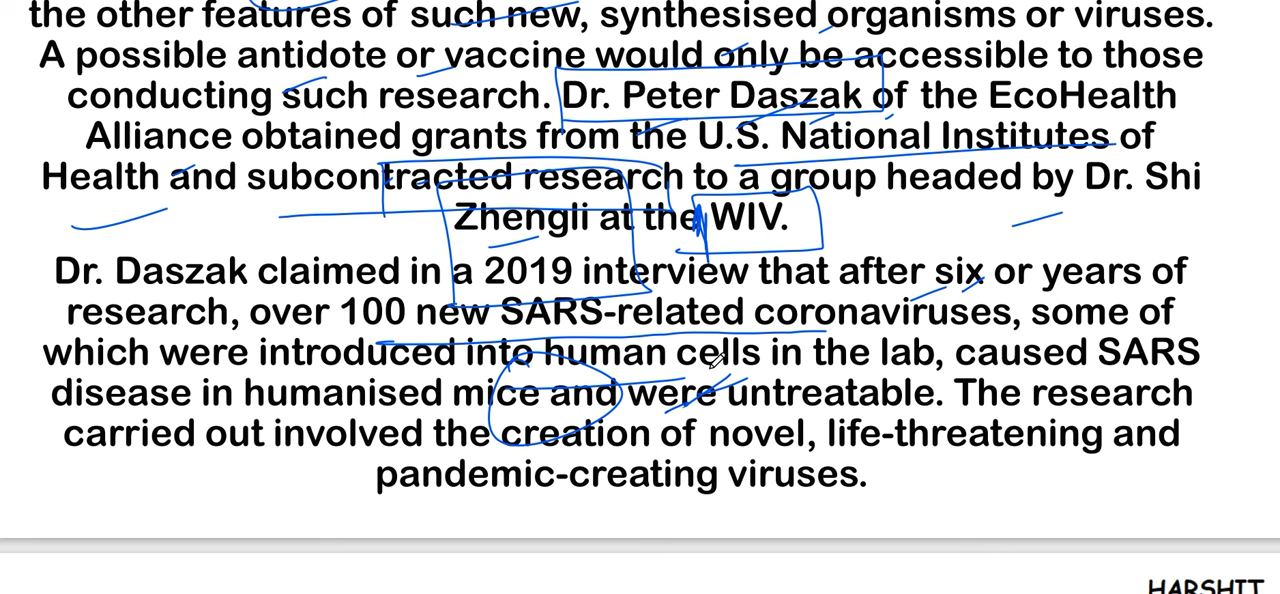 the other features of such new, synthesised organisms or viruses.
A possible antidote or vaccine would only be accessible to those
conducting such research. Dr. Peter Daszak of the EcoHealth
Alliance obtained grants from the U.S. National Institutes of
Health and subcontracted research to a group headed by Dr. Shi
Zhengli at the WIV.
Dr. Daszak claimed in a 2019 interview that after six or years of
research, over 100 new SARS-related coronaviruses, some of
which were introduced into human cells in the lab, caused SARS
disease in humanised mice and were untreatable. The research
carried out involved the creation of novel, life-threatening and
pandemic-creating viruses.
HARSHIT